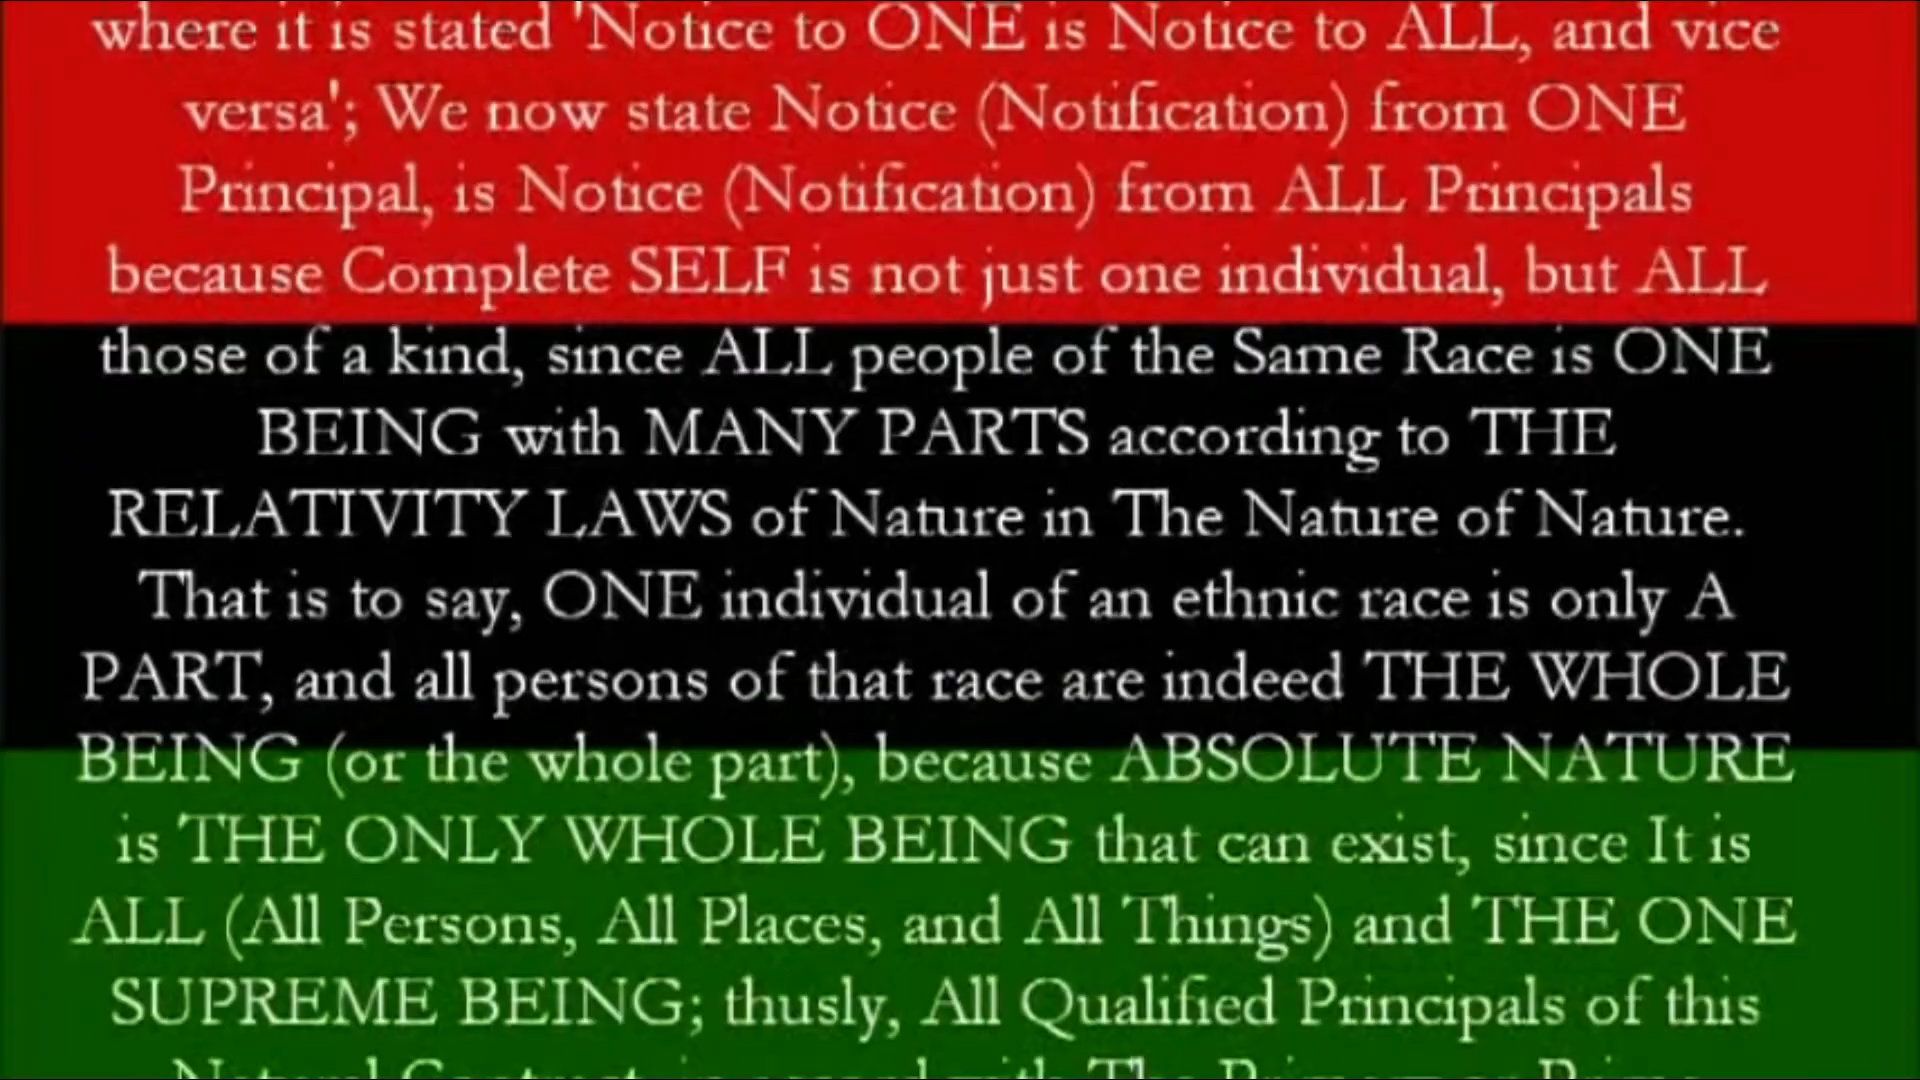 where it is stated 'Notice to ONE is Notice to ALL, and vice
versa'; We now state Notice (Notification) from ONE
Principal, is Notice (Notification) from ALL Principals
because Complete SELF is not just one individual, but ALL
those of a kind, since ALL people of the Same Race is ONE
BEING with MANY PARTS according to THE
RELATIVITY LAWS of Nature in The Nature of Nature.
That is to say, ONE individual of an ethnic race is only A
PART, and all persons of that race are indeed THE WHOLE
BEING (or the whole part), because ABSOLUTE NATURE
is THE ONLY WHOLE BEING that can exist, since It is
ALL (All Persons, All Places, and All Things) and THE ONE
SUPREME BEING; thusly, All Qualified Principals of this
Natural Contract, in accord with The